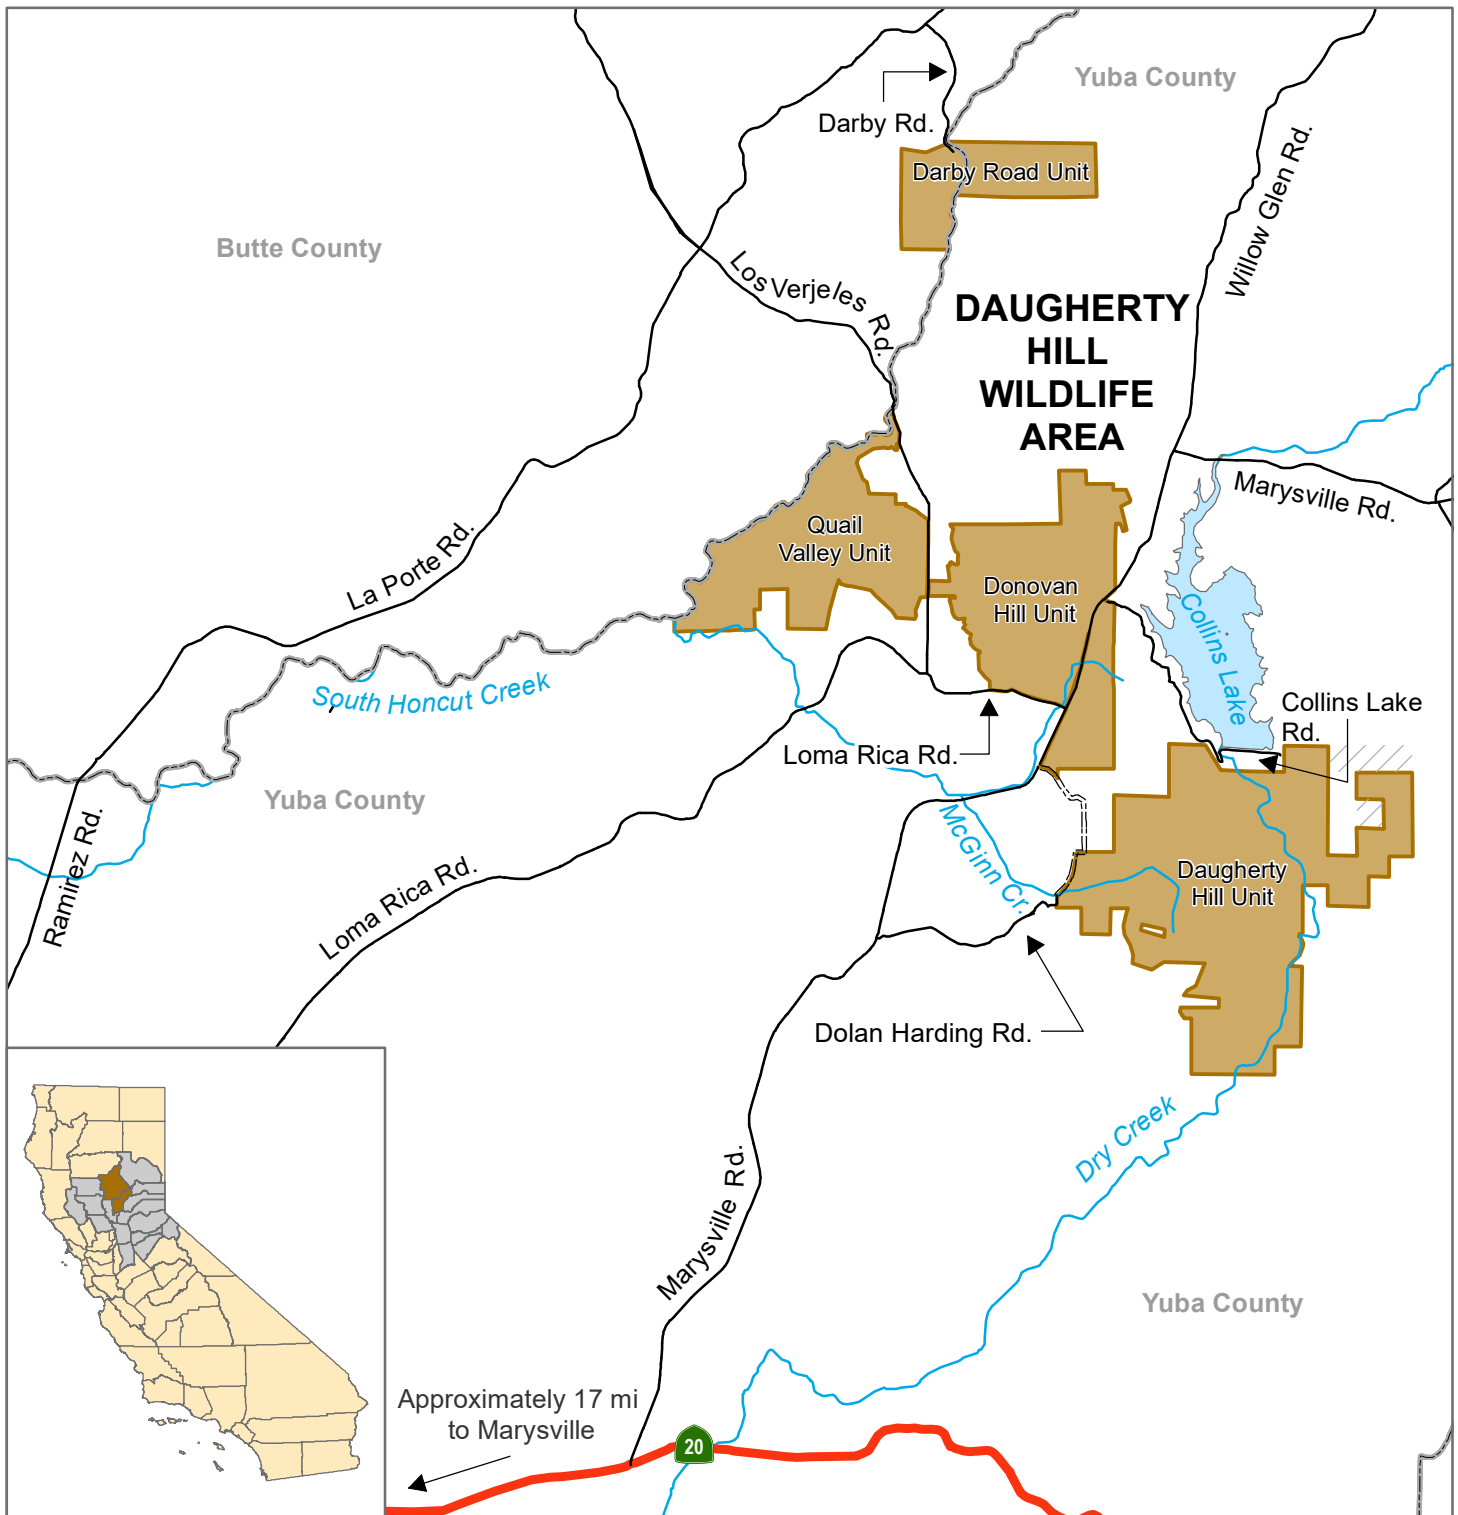 Yuba County
Darby Rd.
Darby Road Unit
Willow Glen Rd.
Butte County
Los Verjeles Rd.
DAUGHERTY
HILL
WILDLIFE
AREA
Marysville Rd.
Quail
Valley Unit
La Porte Rd.
Donovan
Hill Unit
Collins Lake
South Honcut Creek
Collins Lake
Rd.
Loma Rica Rd.
Yuba County
Ramirez Rd.
McGinn Cr.
Loma Rica Rd.
Daugherty
Hill Unit
Dolan Harding Rd.
Dry Creek
Marysville Rd.
Yuba County
Approximately 17 mi
to Marysville
20